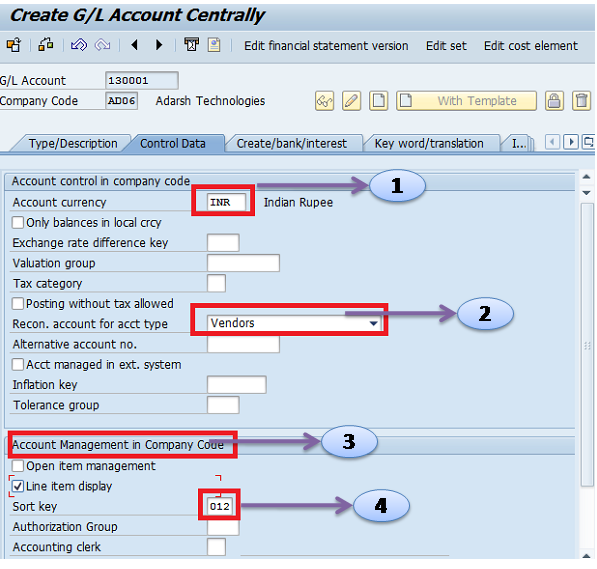 Create G/L Account Centrally
Edit financial statement version Edit set Edit cost element
G/L Account 130001
Company Code AD06 Adarsh Technologies With Template
Type/Description Control Data Create/bank/interest Key word/translation I...
Account control in company code
Account currency INR Indian Rupee 1
Only balances in local crcy
Exchange rate difference key
Valuation group
Tax category
Posting without tax allowed
Recon. account for acct type Vendors 2
Alternative account no.
Acct managed in ext. system
Inflation key
Tolerance group
Account Management in Company Code 3
Open item management
Line item display
Sort key 012 4
Authorization Group
Accounting clerk